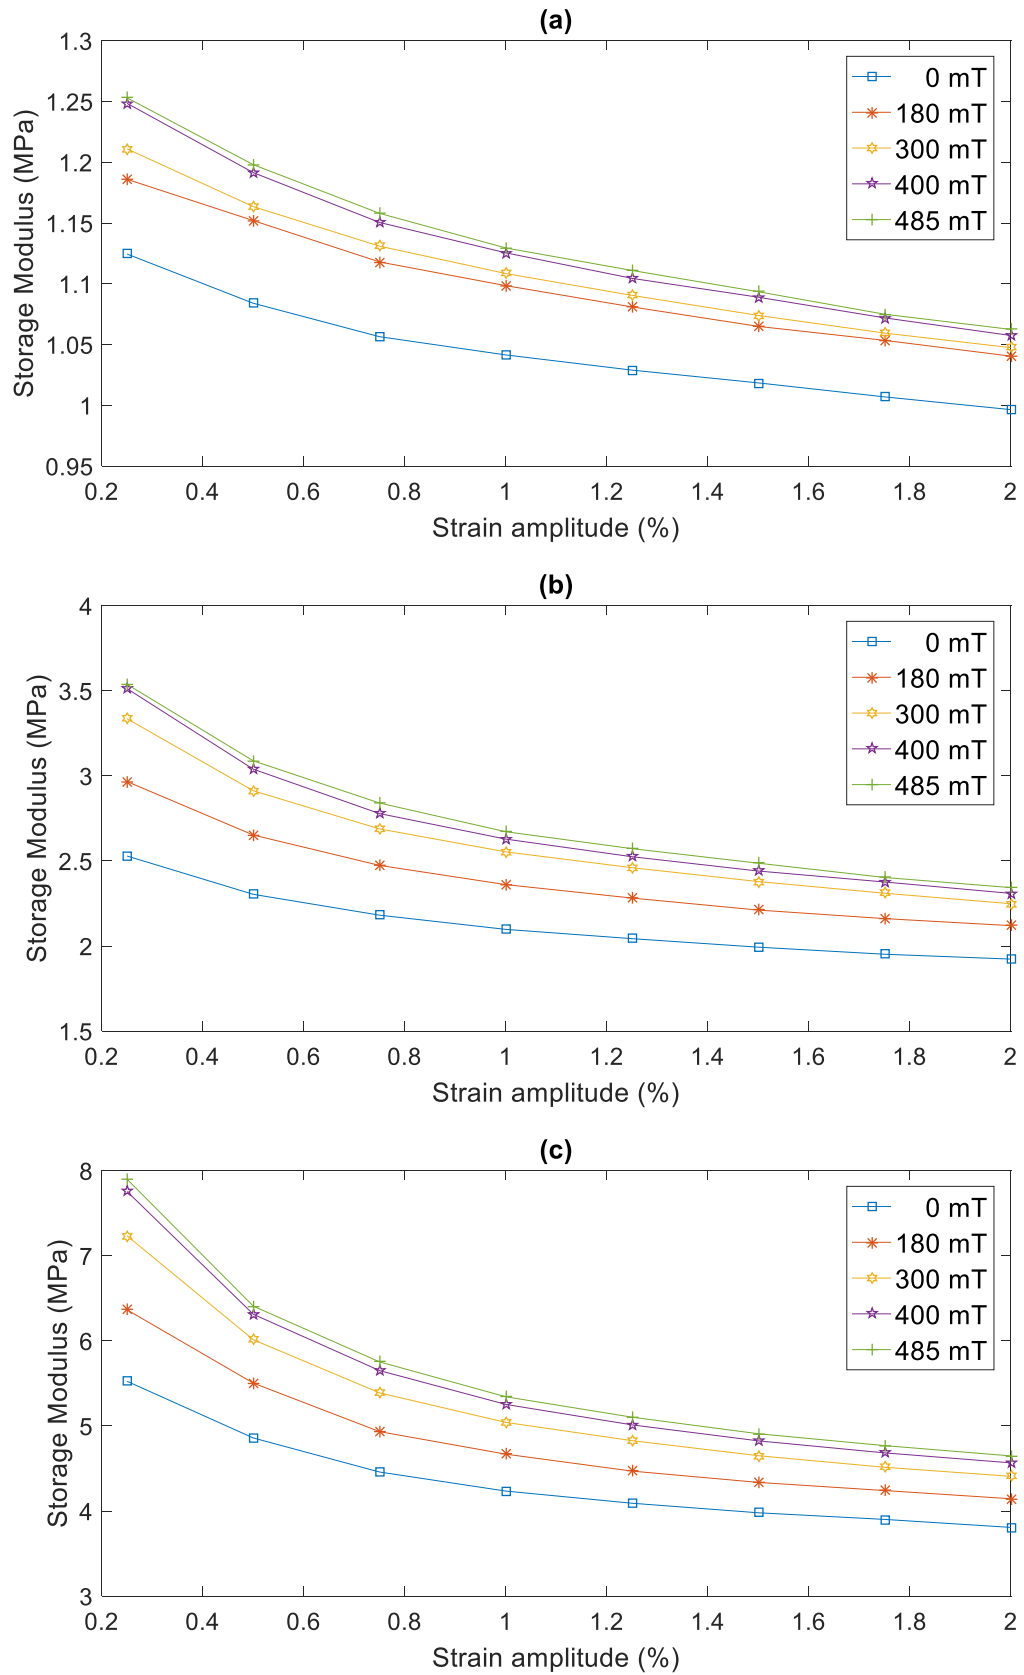 (a)
1.3
1.25
1.2
1.15
1.1
1.05
1
0.95
Storage Modulus (MPa)
0 mT
180 mT
300 mT
400 mT
485 mT
0.2 0.4 0.6 0.8 1 1.2 1.4 1.6 1.8 2
Strain amplitude (%)
(b)
4
3.5
3
2.5
2
1.5
Storage Modulus (MPa)
0 mT
180 mT
300 mT
400 mT
485 mT
0.2 0.4 0.6 0.8 1 1.2 1.4 1.6 1.8 2
Strain amplitude (%)
(c)
8
7
6
5
4
3
Storage Modulus (MPa)
0 mT
180 mT
300 mT
400 mT
485 mT
0.2 0.4 0.6 0.8 1 1.2 1.4 1.6 1.8 2
Strain amplitude (%)